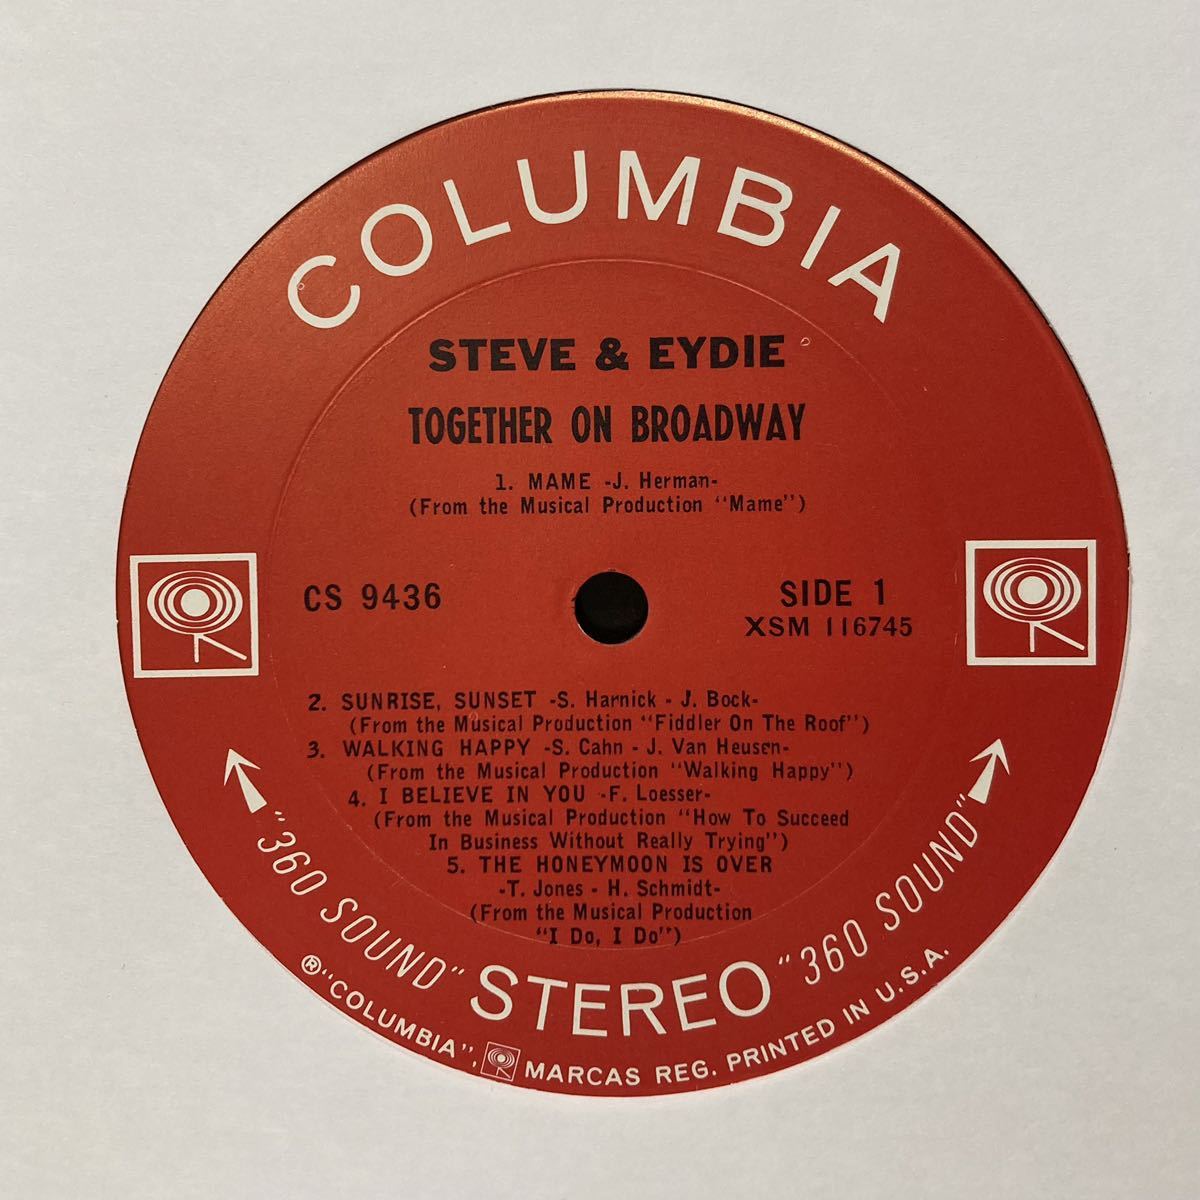 COLUMBIA
STEVE & EYDIE
TOGETHER ON BROADWAY
1. MAME -J. Herman-
(From the Musical Production "Mame")
CS 9436
SIDE 1
XSM 116745
2. SUNRISE, SUNSET -S. Harnick - J. Bock-
(From the Musical Production "Fiddler On The Roof")
3. WALKING HAPPY -S. Cahn - J. Van Heusen-
(From the Musical Production "Walking Happy")
4. I BELIEVE IN YOU -F. Loesser-
(From the Musical Production "How To Succeed
In Business Without Really Trying")
5. THE HONEYMOON IS OVER
-T. Jones - H. Schmidt-
(From the Musical Production
"I Do, I Do")
"360 SOUND" STEREO "360 SOUND"
® "COLUMBIA", MARCAS REG. PRINTED IN U.S.A.